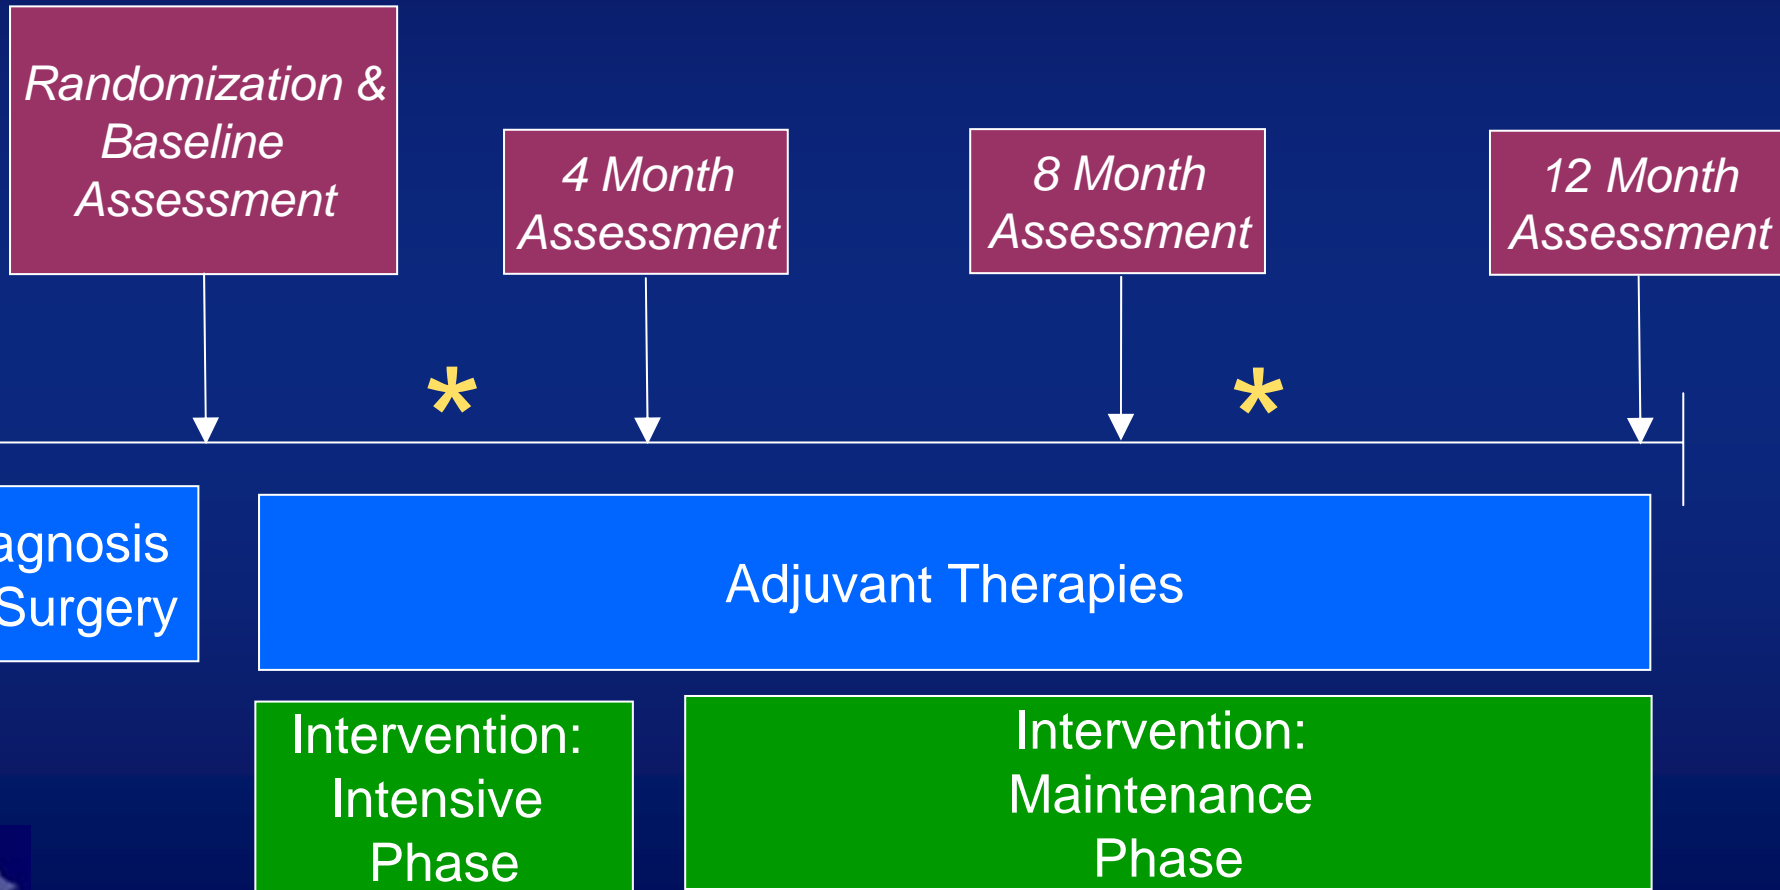 Randomization &
Baseline
Assessment
4 Month
Assessment
8 Month
Assessment
12 Month
Assessment
*
*
agnosis
Surgery
Adjuvant Therapies
Intervention:
Intensive
Phase
Intervention:
Maintenance
Phase